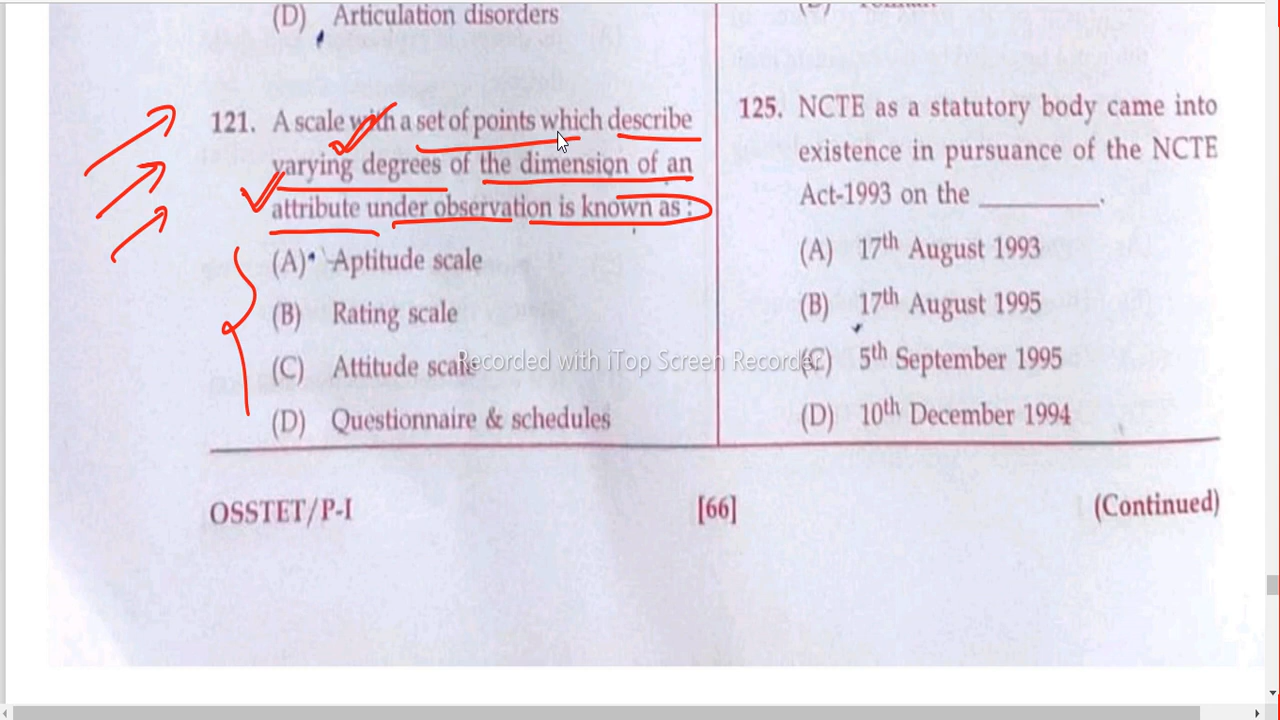 (D) Articulation disorders
121. A scale with a set of points which describe
varying degrees of the dimension of an
attribute under observation is known as :
(A) Aptitude scale
(B) Rating scale
(C) Attitude scale
(D) Questionnaire & schedules
125. NCTE as a statutory body came into
existence in pursuance of the NCTE
Act-1993 on the __________.
(A) 17th August 1993
(B) 17th August 1995
(C) 5th September 1995
(D) 10th December 1994
Recorded with iTop Screen Recorder
OSSTET/P-I
[66]
(Continued)